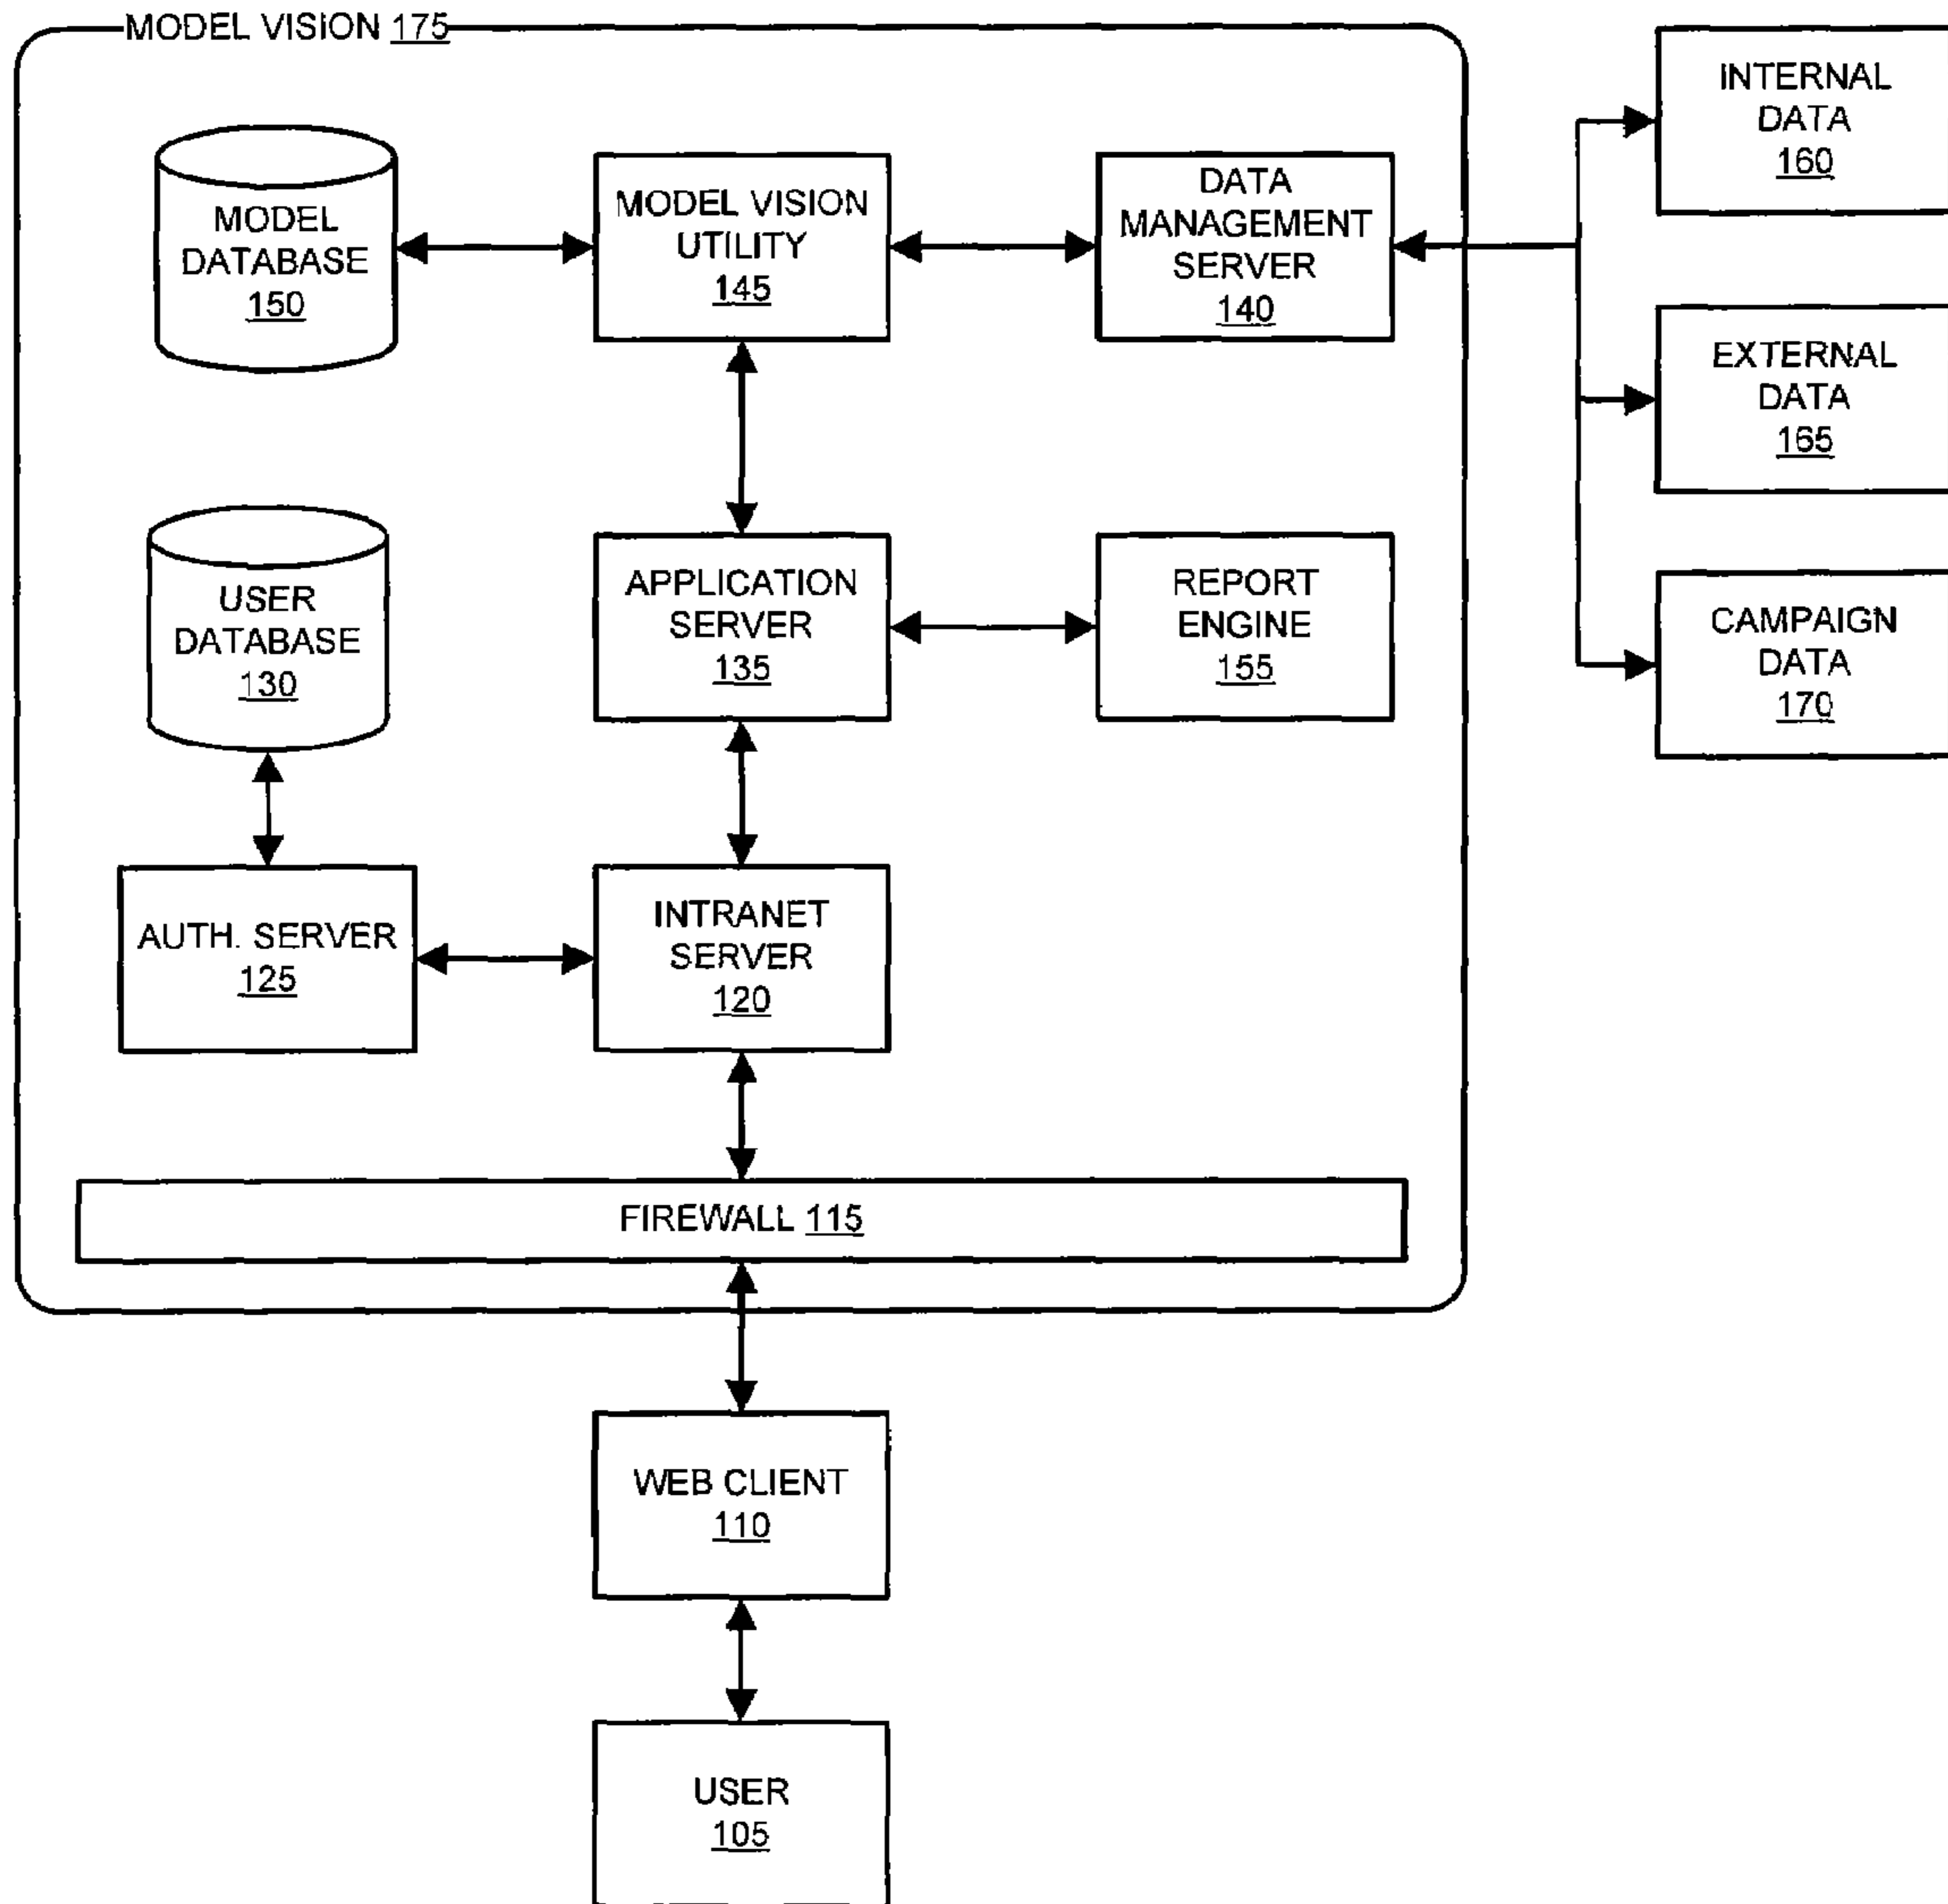 MODEL VISION 175
INTERNAL
DATA
160
MODEL
DATABASE
150
MODEL VISION
UTILITY
145
DATA
MANAGEMENT
SERVER
140
EXTERNAL
DATA
165
USER
DATABASE
130
APPLICATION
SERVER
135
REPORT
ENGINE
155
CAMPAIGN
DATA
170
AUTH. SERVER
125
INTRANET
SERVER
120
FIREWALL 115
WEB CLIENT
110
USER
105